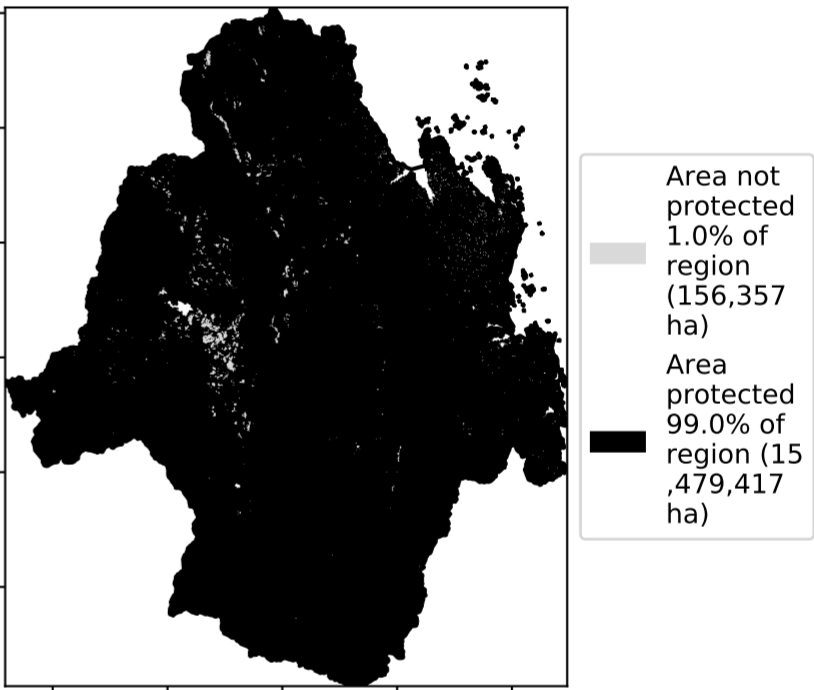 Area not
protected
1.0% of
region
(156,357
ha)
Area
protected
99.0% of
region (15
,479,417
ha)